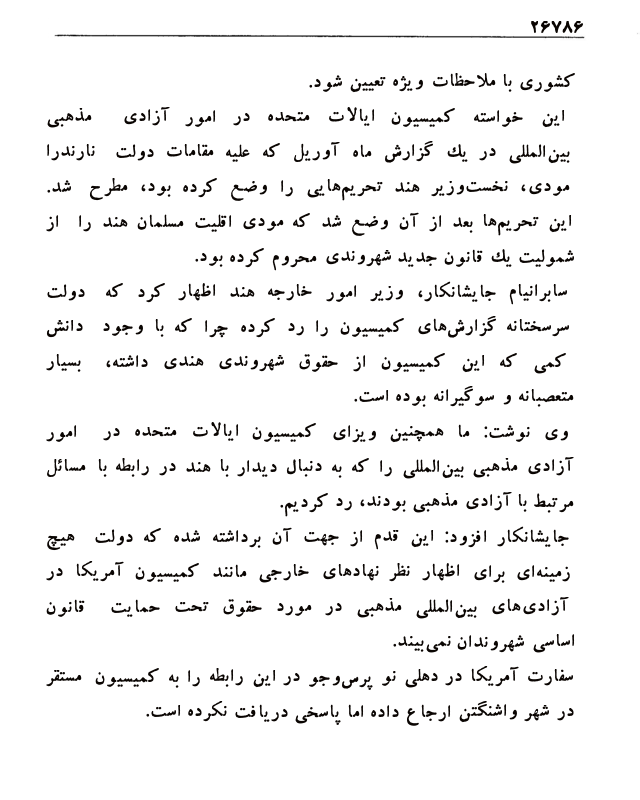 ۲۶۷۸۶
کشوری با ملاحظات ویژه تعیین شود.
این خواسته کمیسیون ایالات متحده در امور آزادی مذهبی
بین‌المللی در یك گزارش ماه آوریل که علیه مقامات دولت نارندرا
مودی، نخست‌وزیر هند تحریم‌هایی را وضع کرده بود، مطرح شد.
این تحریم‌ها بعد از آن وضع شد که مودی اقلیت مسلمان هند را از
شمولیت یك قانون جدید شهروندی محروم کرده بود.
سابرانیام جایشانکار، وزیر امور خارجه هند اظهار کرد که دولت
سرسختانه گزارش‌های کمیسیون را رد کرده چرا که با وجود دانش
کمی که این کمیسیون از حقوق شهروندی هندی داشته، بسیار
متعصبانه و سوگیرانه بوده است.
وی نوشت: ما همچنین ویزای کمیسیون ایالات متحده در امور
آزادی مذهبی بین‌المللی را که به دنبال دیدار با هند در رابطه با مسائل
مرتبط با آزادی مذهبی بودند، رد کردیم.
جایشانکار افزود: این قدم از جهت آن برداشته شده که دولت هیچ
زمینه‌ای برای اظهار نظر نهادهای خارجی مانند کمیسیون آمریکا در
آزادی‌های بین‌المللی مذهبی در مورد حقوق تحت حمایت قانون
اساسی شهروندان نمی‌بیند.
سفارت آمریکا در دهلی نو پرس‌وجو در این رابطه را به کمیسیون مستقر
در شهر واشنگتن ارجاع داده اما پاسخی دریافت نکرده است.